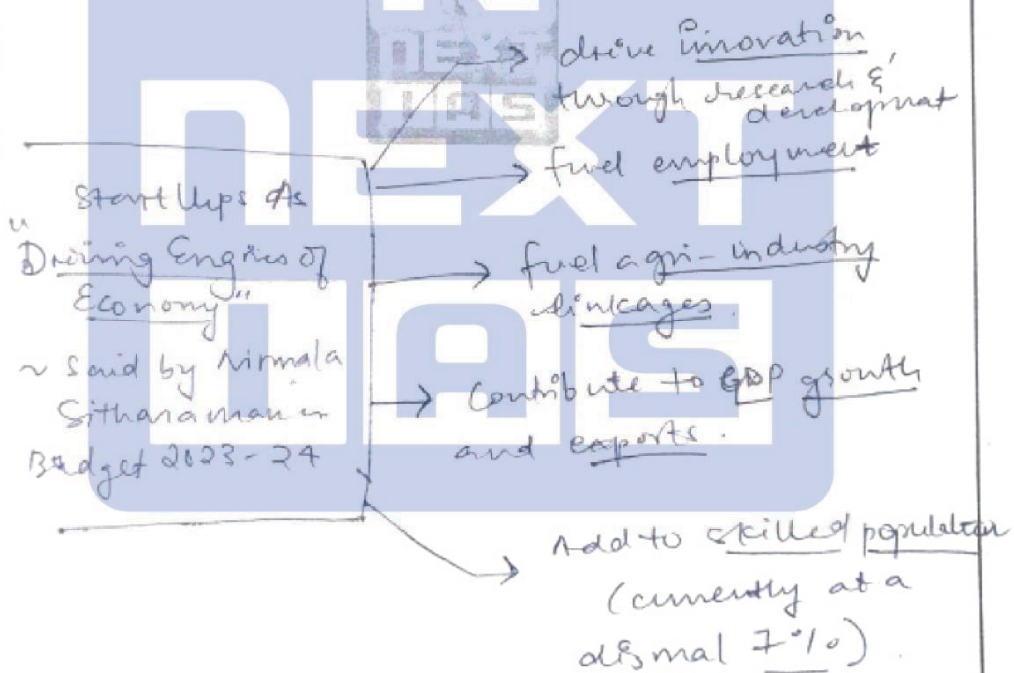 NEXT
IAS
NEXT
IAS
Start Ups As
"Driving Engines of
Economy"
~ Said by Nirmala
Sitharaman in
Budget 2023-24
drive innovation
through research &
development
fuel employment
fuel agri-industry
linkages.
Contribute to GDP growth
and exports.
Add to skilled population
(currently at a
dismal 7%).